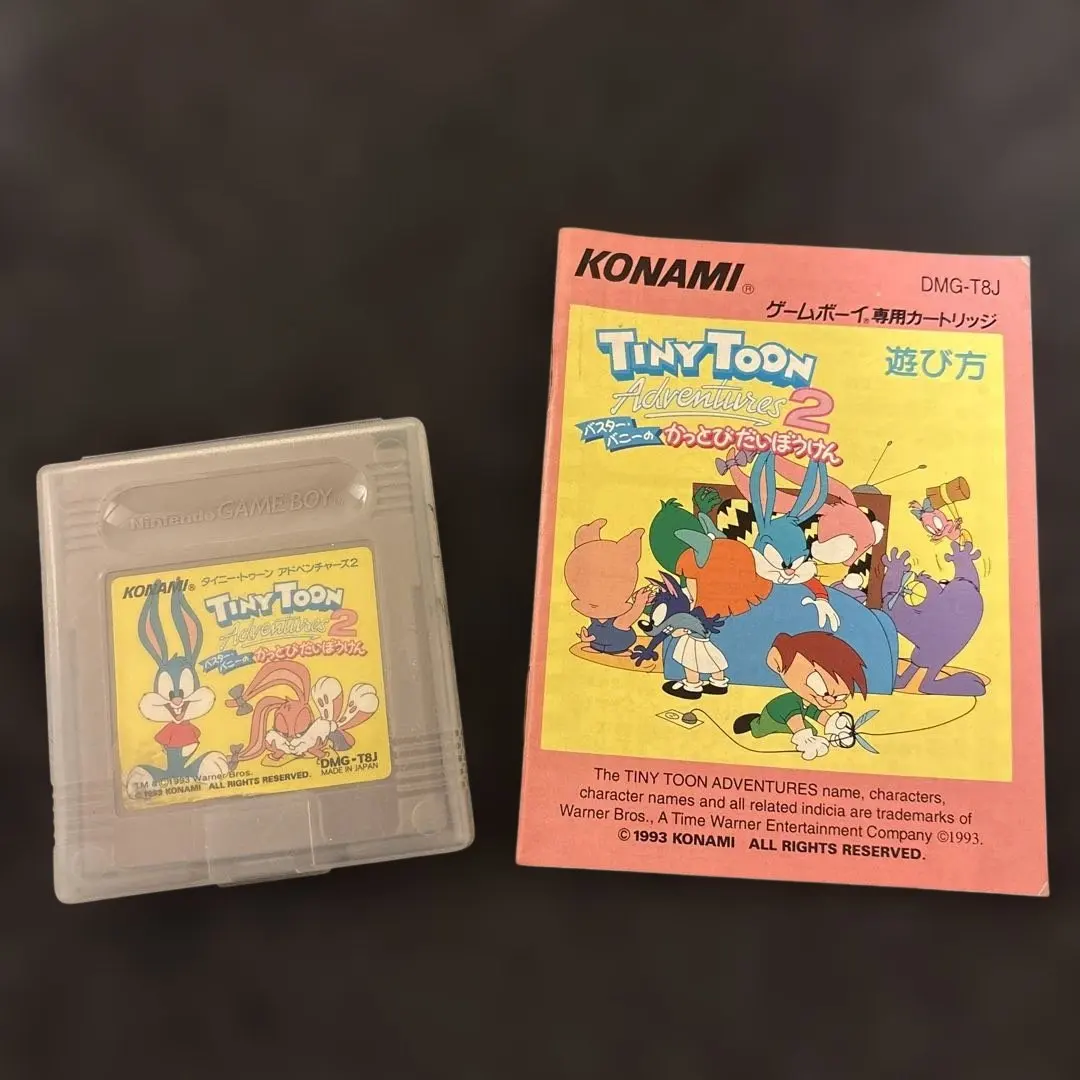 Nintendo GAME BOY
KONAMI®
タイニートゥーン アドベンチャーズ2
TINY TOON
Adventures 2
バスター・
バニーの
かっとびだいぼうけん
DMG-T8J
MADE IN JAPAN
TM & ©1993 Warner Bros.
©1993 KONAMI ALL RIGHTS RESERVED.
KONAMI®
DMG-T8J
ゲームボーイ®専用カートリッジ
TINY TOON
Adventures 2
遊び方
バスター・
バニーの
かっとびだいぼうけん
The TINY TOON ADVENTURES name, characters,
character names and all related indicia are trademarks of
Warner Bros., A Time Warner Entertainment Company ©1993.
©1993 KONAMI ALL RIGHTS RESERVED.